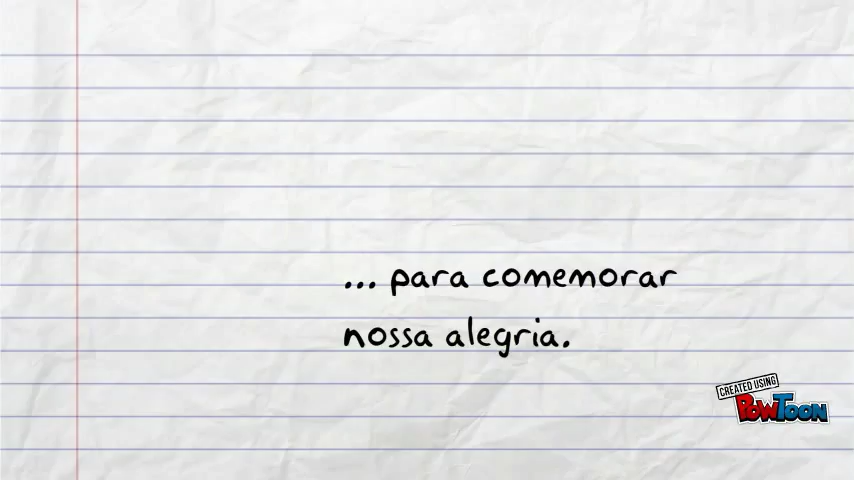 ... para comemorar
nossa alegria.
CREATED USING
POWTOON